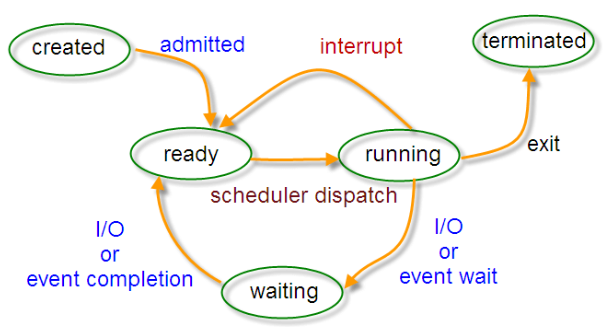 created
admitted
interrupt
terminated
ready
running
exit
scheduler dispatch
I/O
or
event completion
I/O
or
event wait
waiting